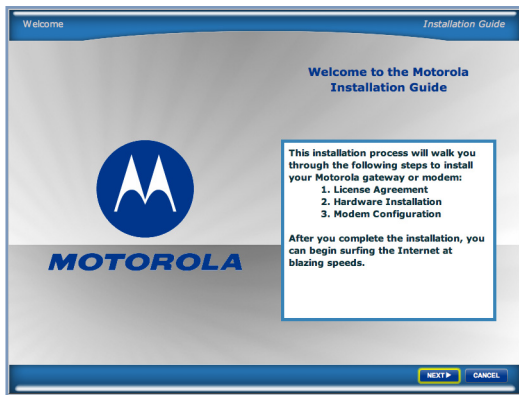 Welcome
Installation Guide
Welcome to the Motorola
Installation Guide
MOTOROLA
This installation process will walk you
through the following steps to install
your Motorola gateway or modem:
1. License Agreement
2. Hardware Installation
3. Modem Configuration
After you complete the installation, you
can begin surfing the Internet at
blazing speeds.
NEXT
CANCEL